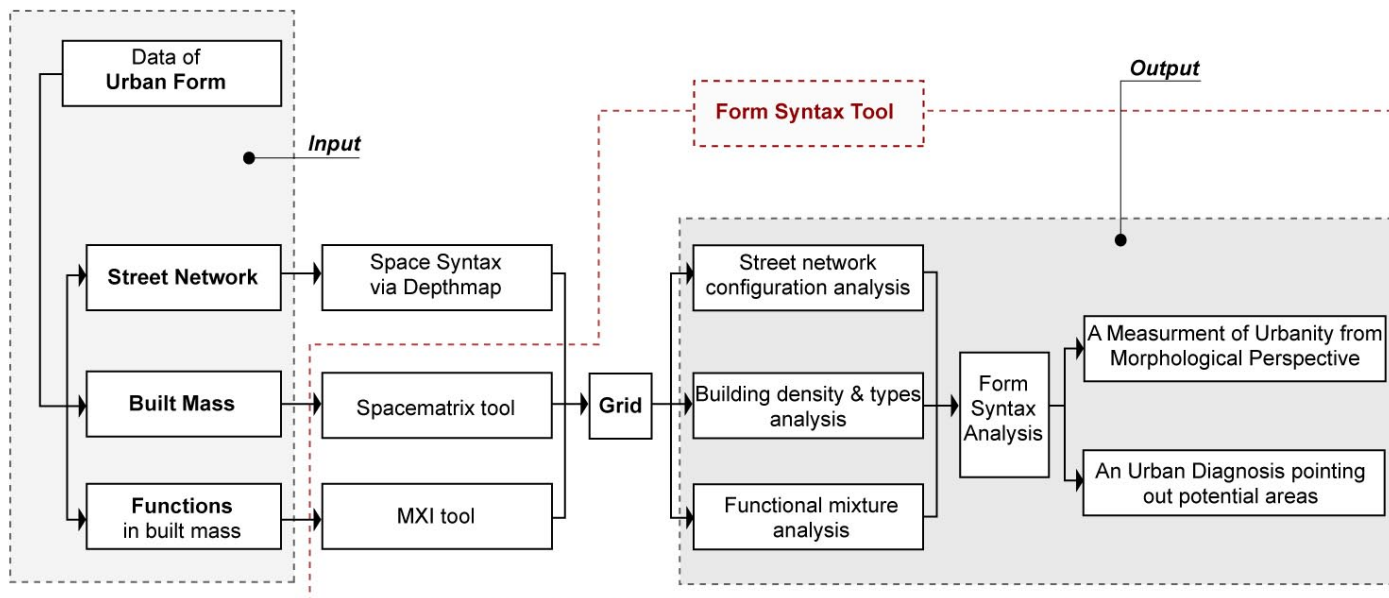 Data of
Urban Form
Input
Form Syntax Tool
Output
Street Network
Space Syntax
via Depthmap
Street network
configuration analysis
Built Mass
Spacematrix tool
Grid
Building density & types
analysis
Form
Syntax
Analysis
A Measurment of Urbanity from
Morphological Perspective
Functions
in built mass
MXI tool
Functional mixture
analysis
An Urban Diagnosis pointing
out potential areas